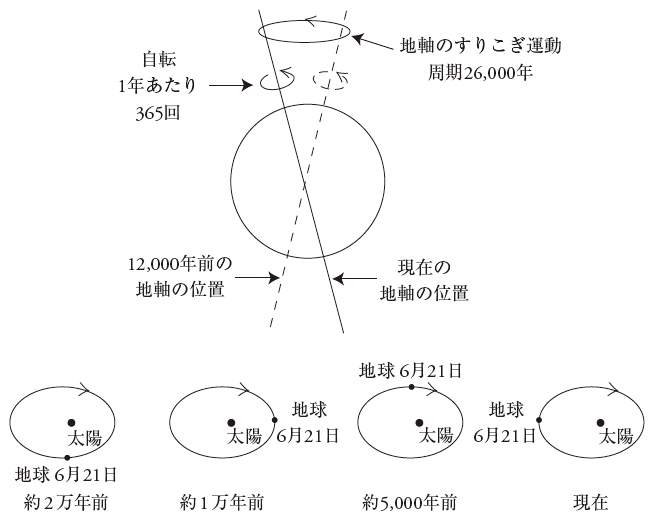 地軸のすりこぎ運動
周期26,000年
自転
1年あたり
365回
12,000年前の
地軸の位置
現在の
地軸の位置
太陽
地球 6月21日
約2万年前
太陽
地球
6月21日
約1万年前
地球 6月21日
太陽
約5,000年前
地球
6月21日
太陽
現在